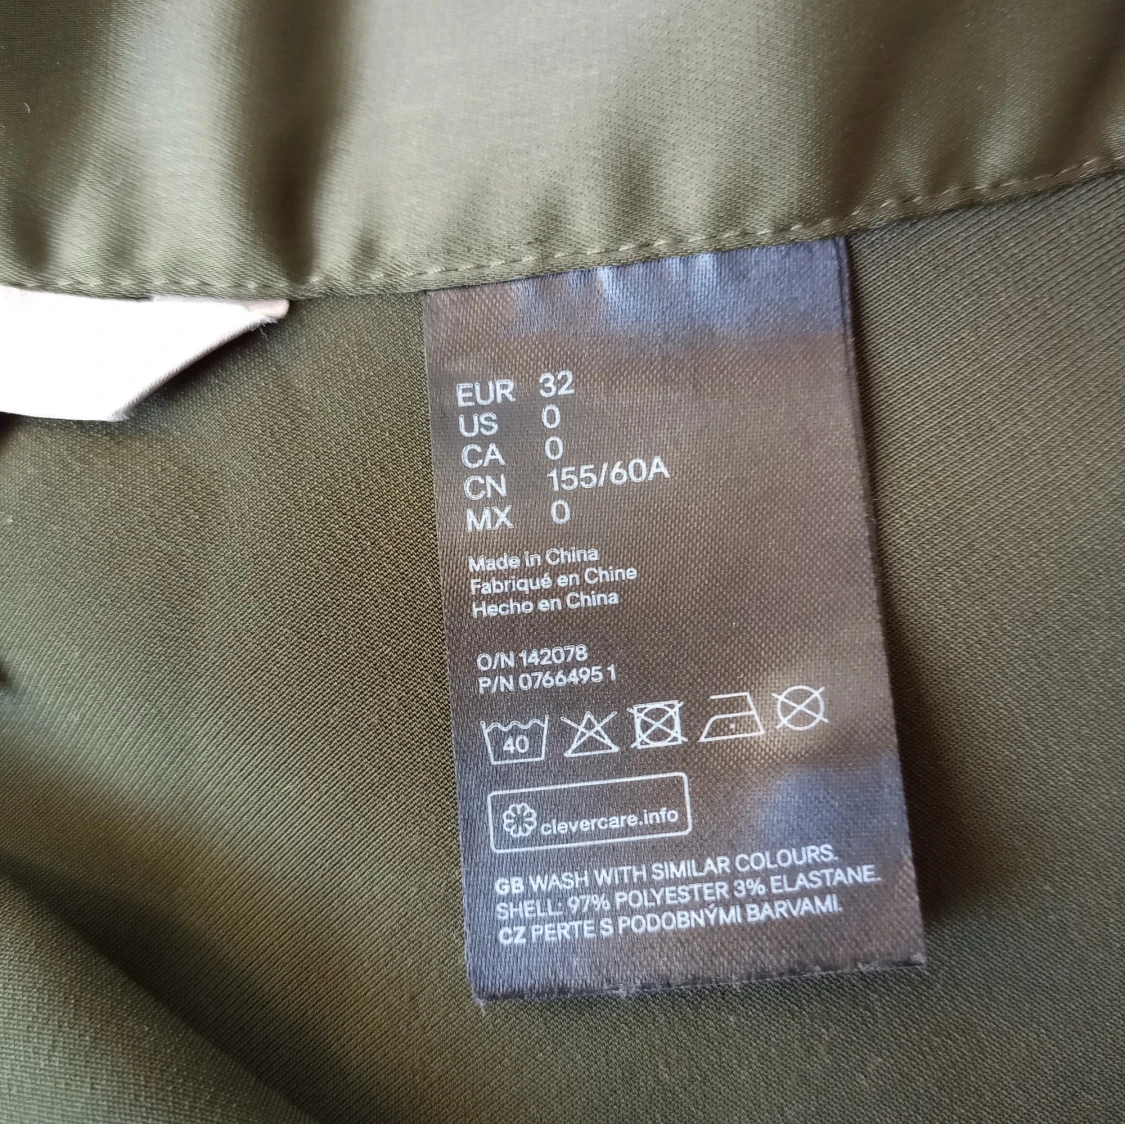 EUR 32
US 0
CA 0
CN 155/60A
MX 0
Made in China
Fabriqué en Chine
Hecho en China
O/N 142078
P/N 0766495 1
40
clevercare.info
GB WASH WITH SIMILAR COLOURS.
SHELL: 97% POLYESTER 3% ELASTANE.
CZ PERTE S PODOBNÝMI BARVAMI.